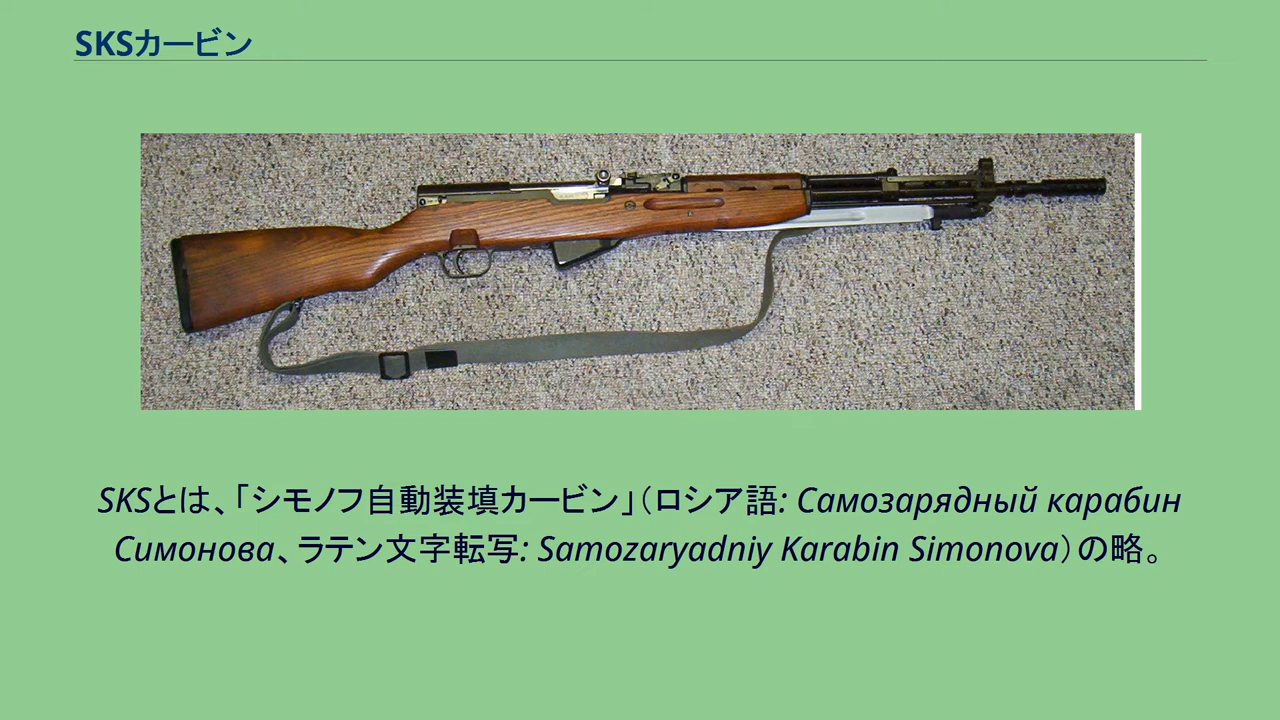 SKSカービン
SKSとは、「シモノフ自動装填カービン」（ロシア語: Самозарядный карабин
Симонова、ラテン文字転写: Samozaryadniy Karabin Simonova）の略。